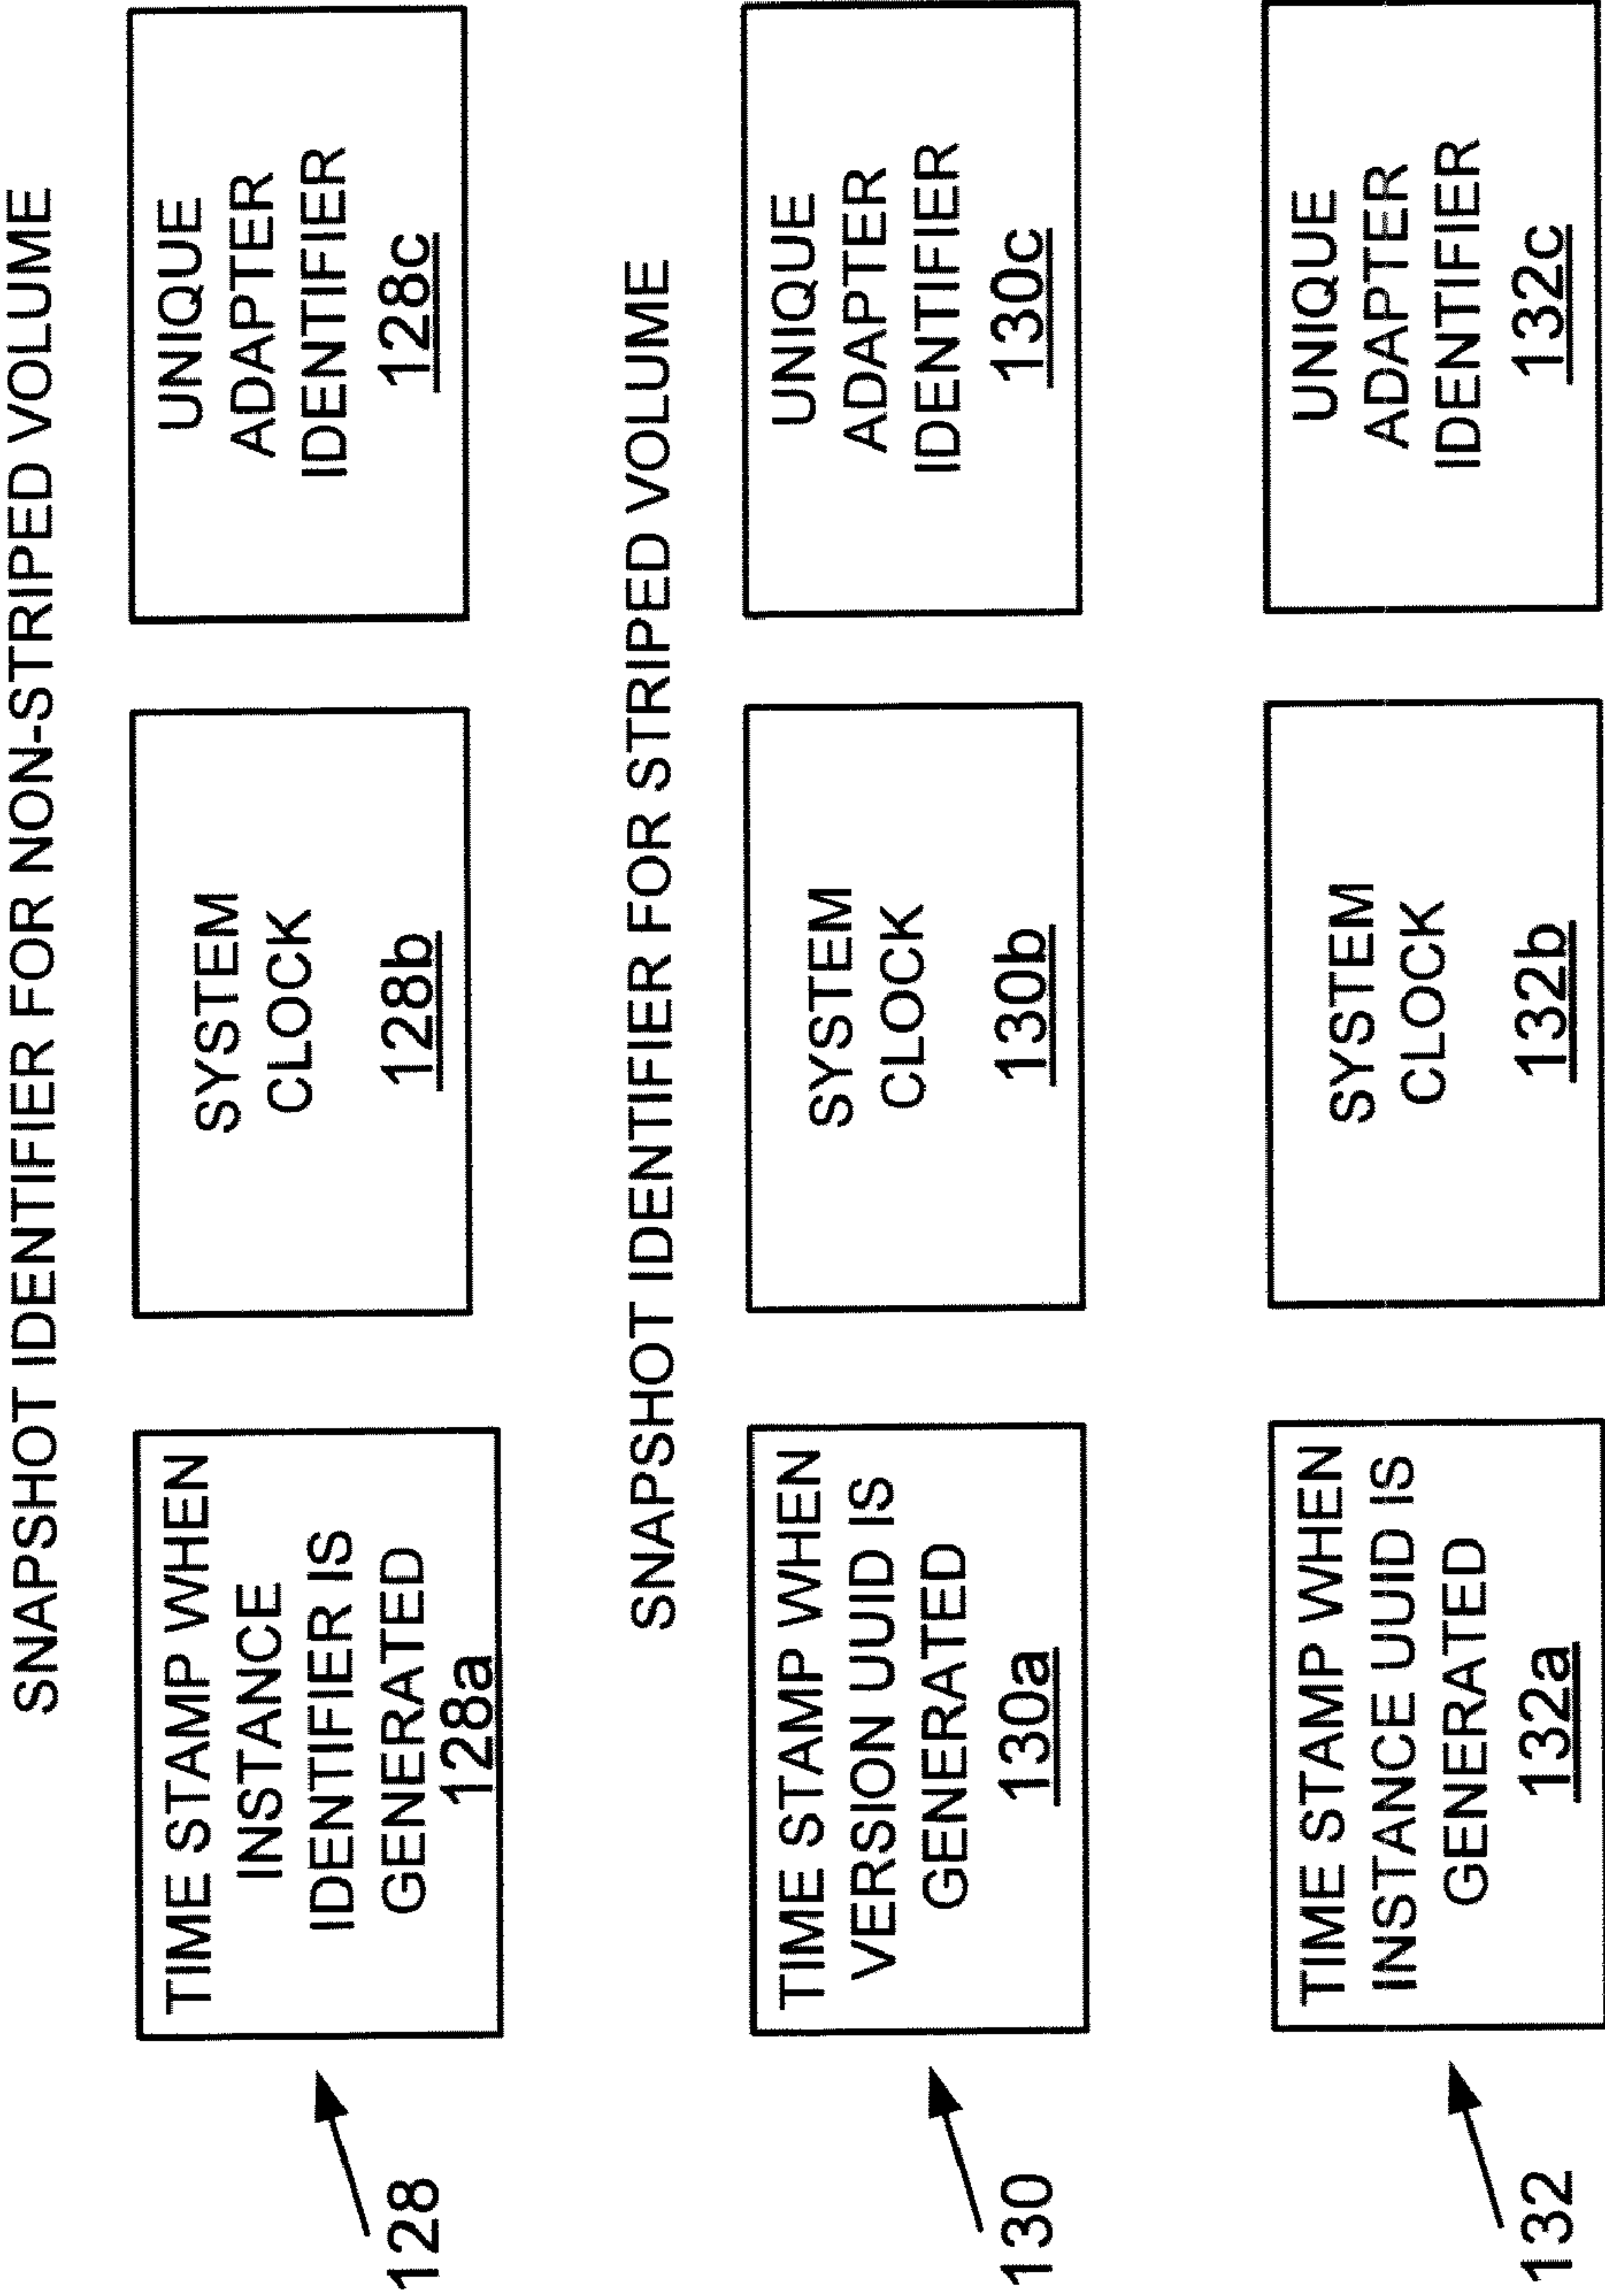 SNAPSHOT IDENTIFIER FOR NON-STRIPED VOLUME
TIME STAMP WHEN
INSTANCE
IDENTIFIER IS
GENERATED
128a
SYSTEM
CLOCK
128b
UNIQUE
ADAPTER
IDENTIFIER
128c
128
SNAPSHOT IDENTIFIER FOR STRIPED VOLUME
TIME STAMP WHEN
VERSION UUID IS
GENERATED
130a
SYSTEM
CLOCK
130b
UNIQUE
ADAPTER
IDENTIFIER
130c
130
TIME STAMP WHEN
INSTANCE UUID IS
GENERATED
132a
SYSTEM
CLOCK
132b
UNIQUE
ADAPTER
IDENTIFIER
132c
132